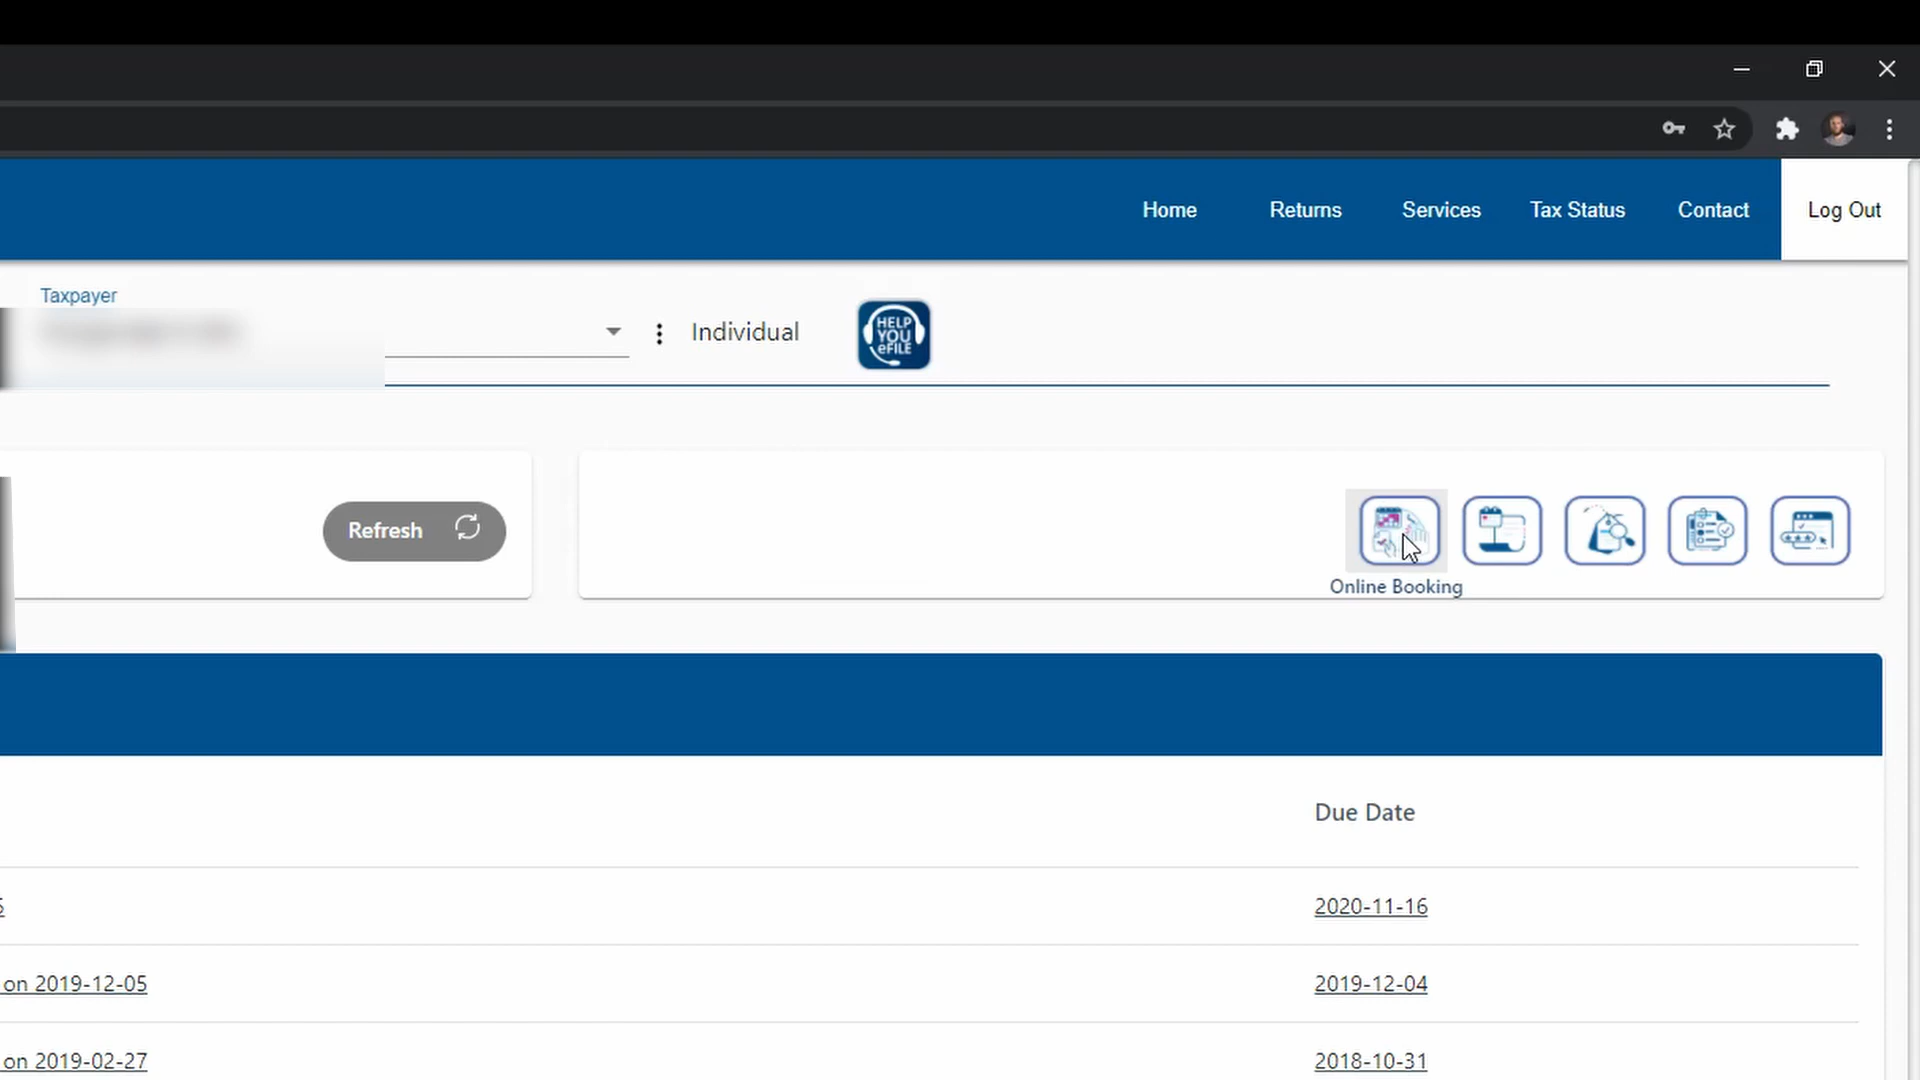 Home Returns Services Tax Status Contact Log Out
Taxpayer
Individual
HELP
YOU
eFILE
Refresh
Online Booking
Due Date
2020-11-16
on 2019-12-05 2019-12-04
on 2019-02-27 2018-10-31